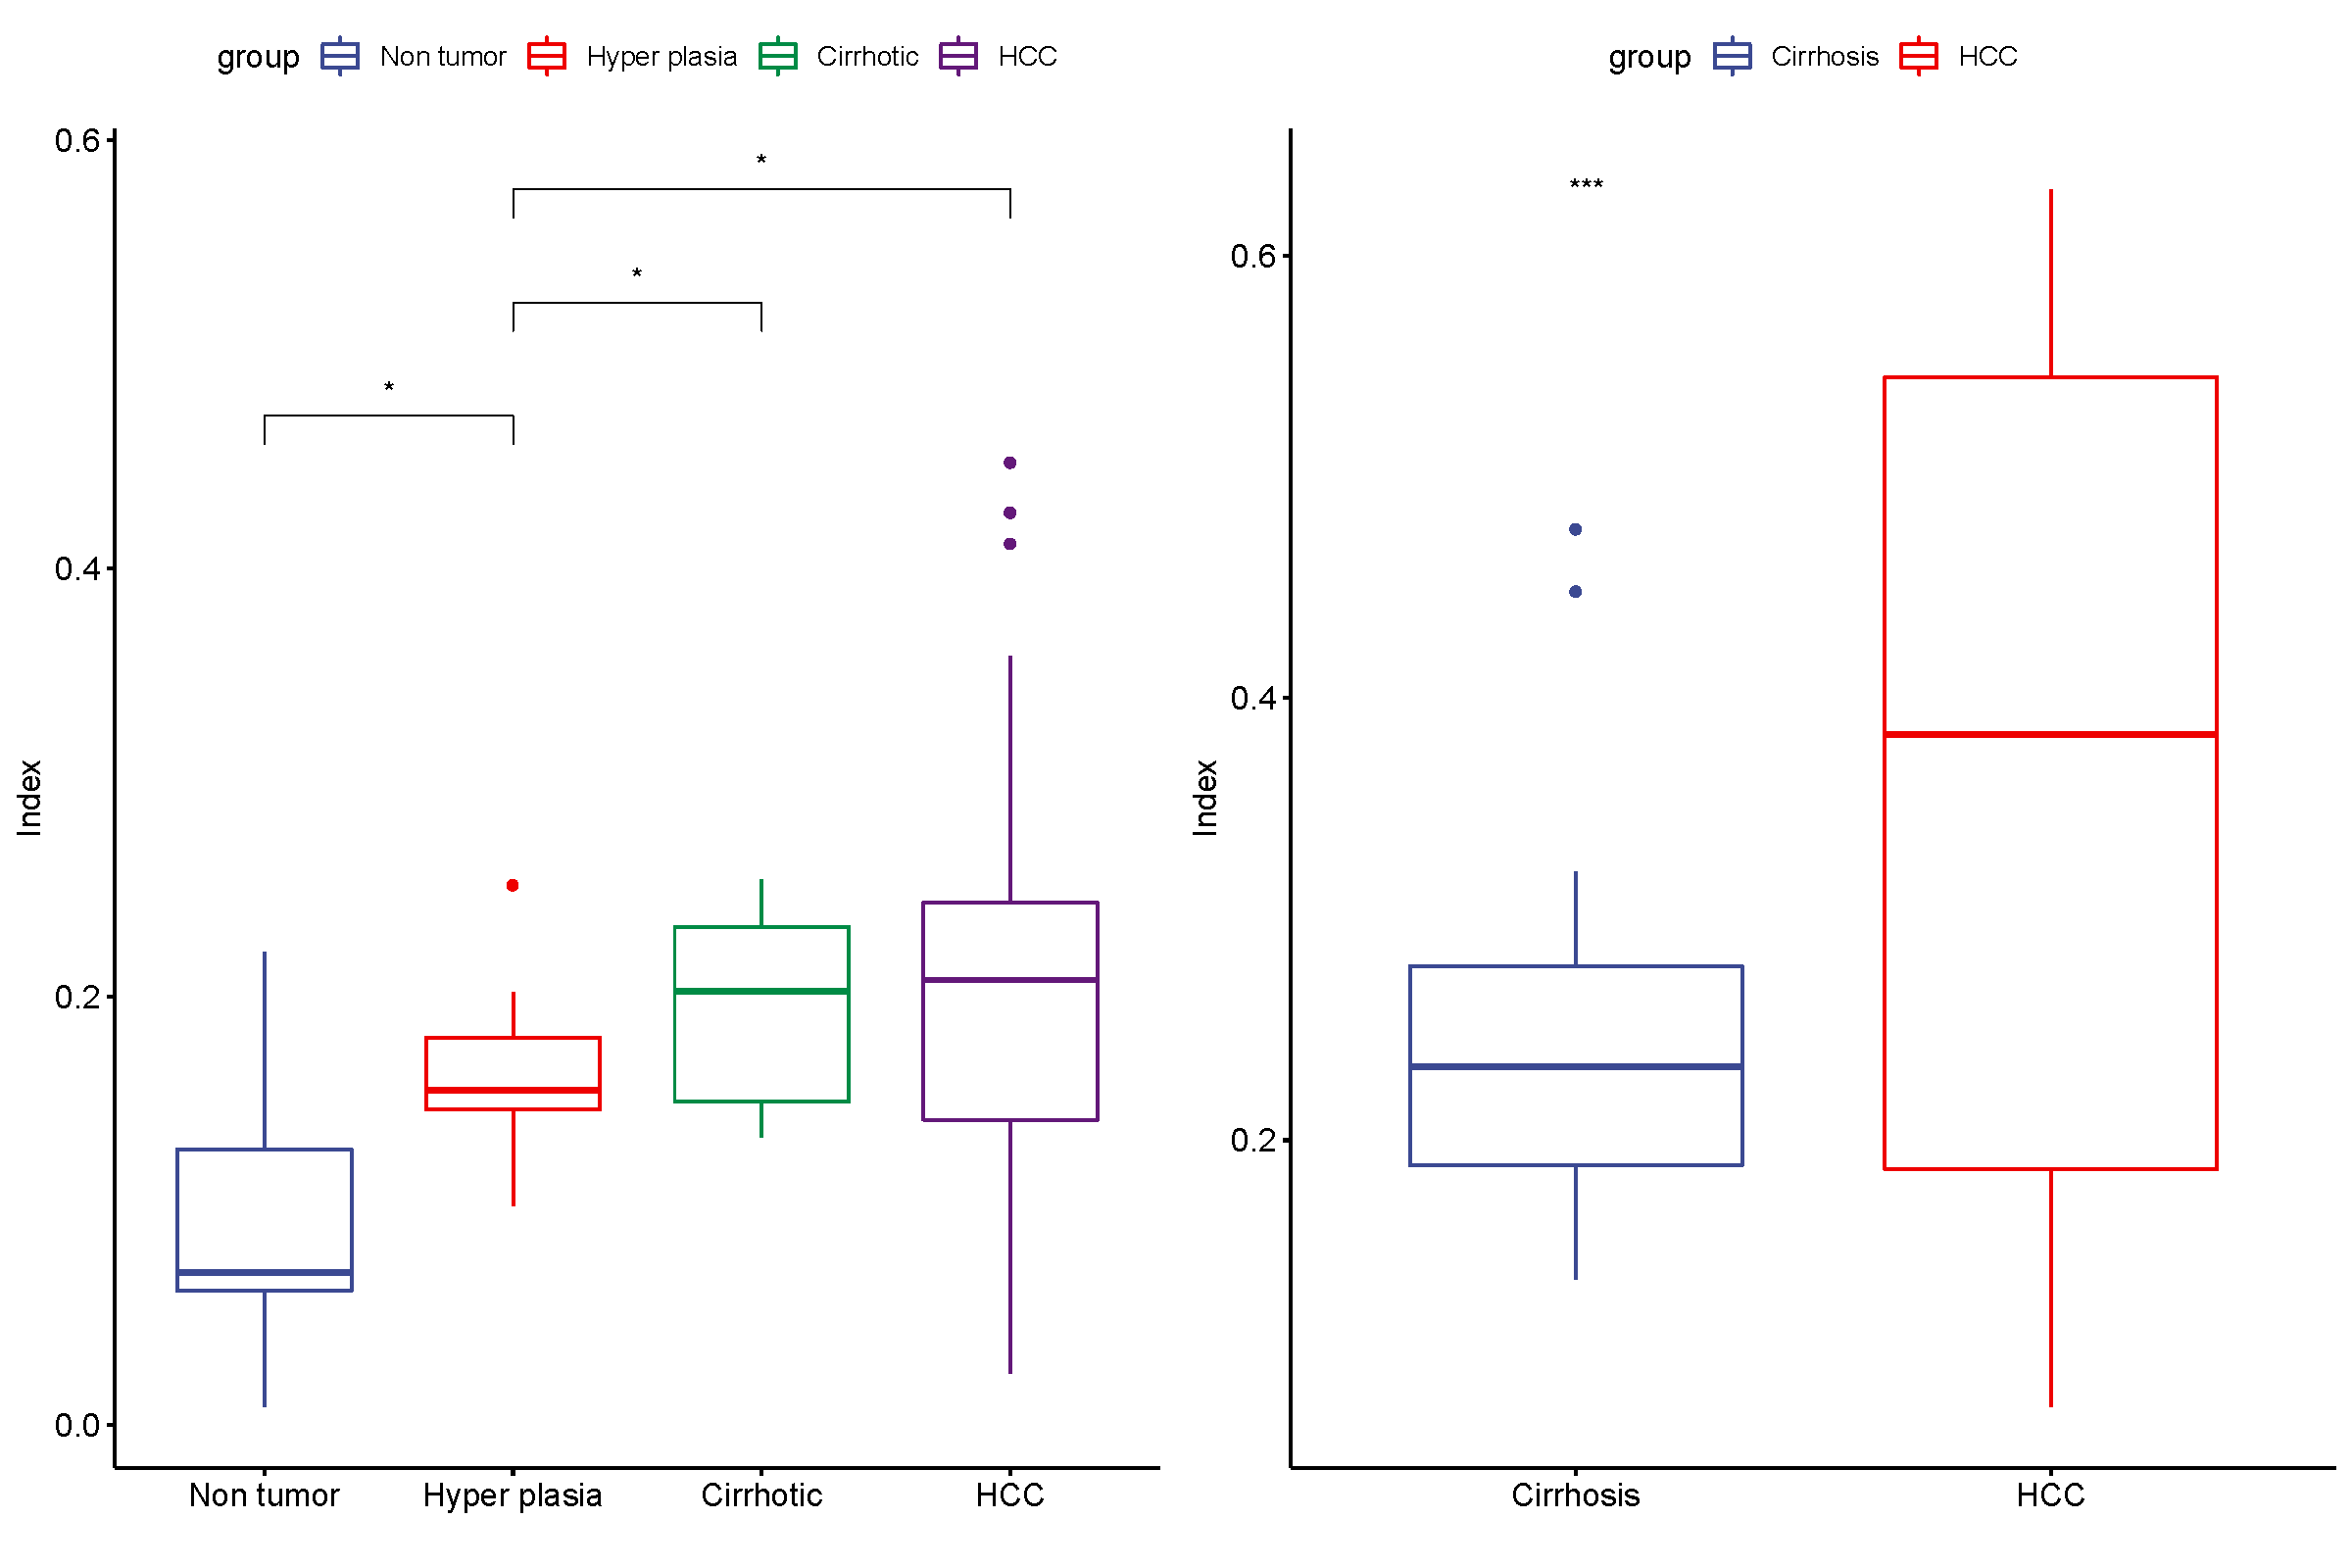 group Non tumor Hyper plasia Cirrhotic HCC
0.6
*
*
*
0.4
Index
0.2
0.0
Non tumor Hyper plasia Cirrhotic HCC
group Cirrhosis HCC
***
0.6
0.4
Index
0.2
Cirrhosis HCC